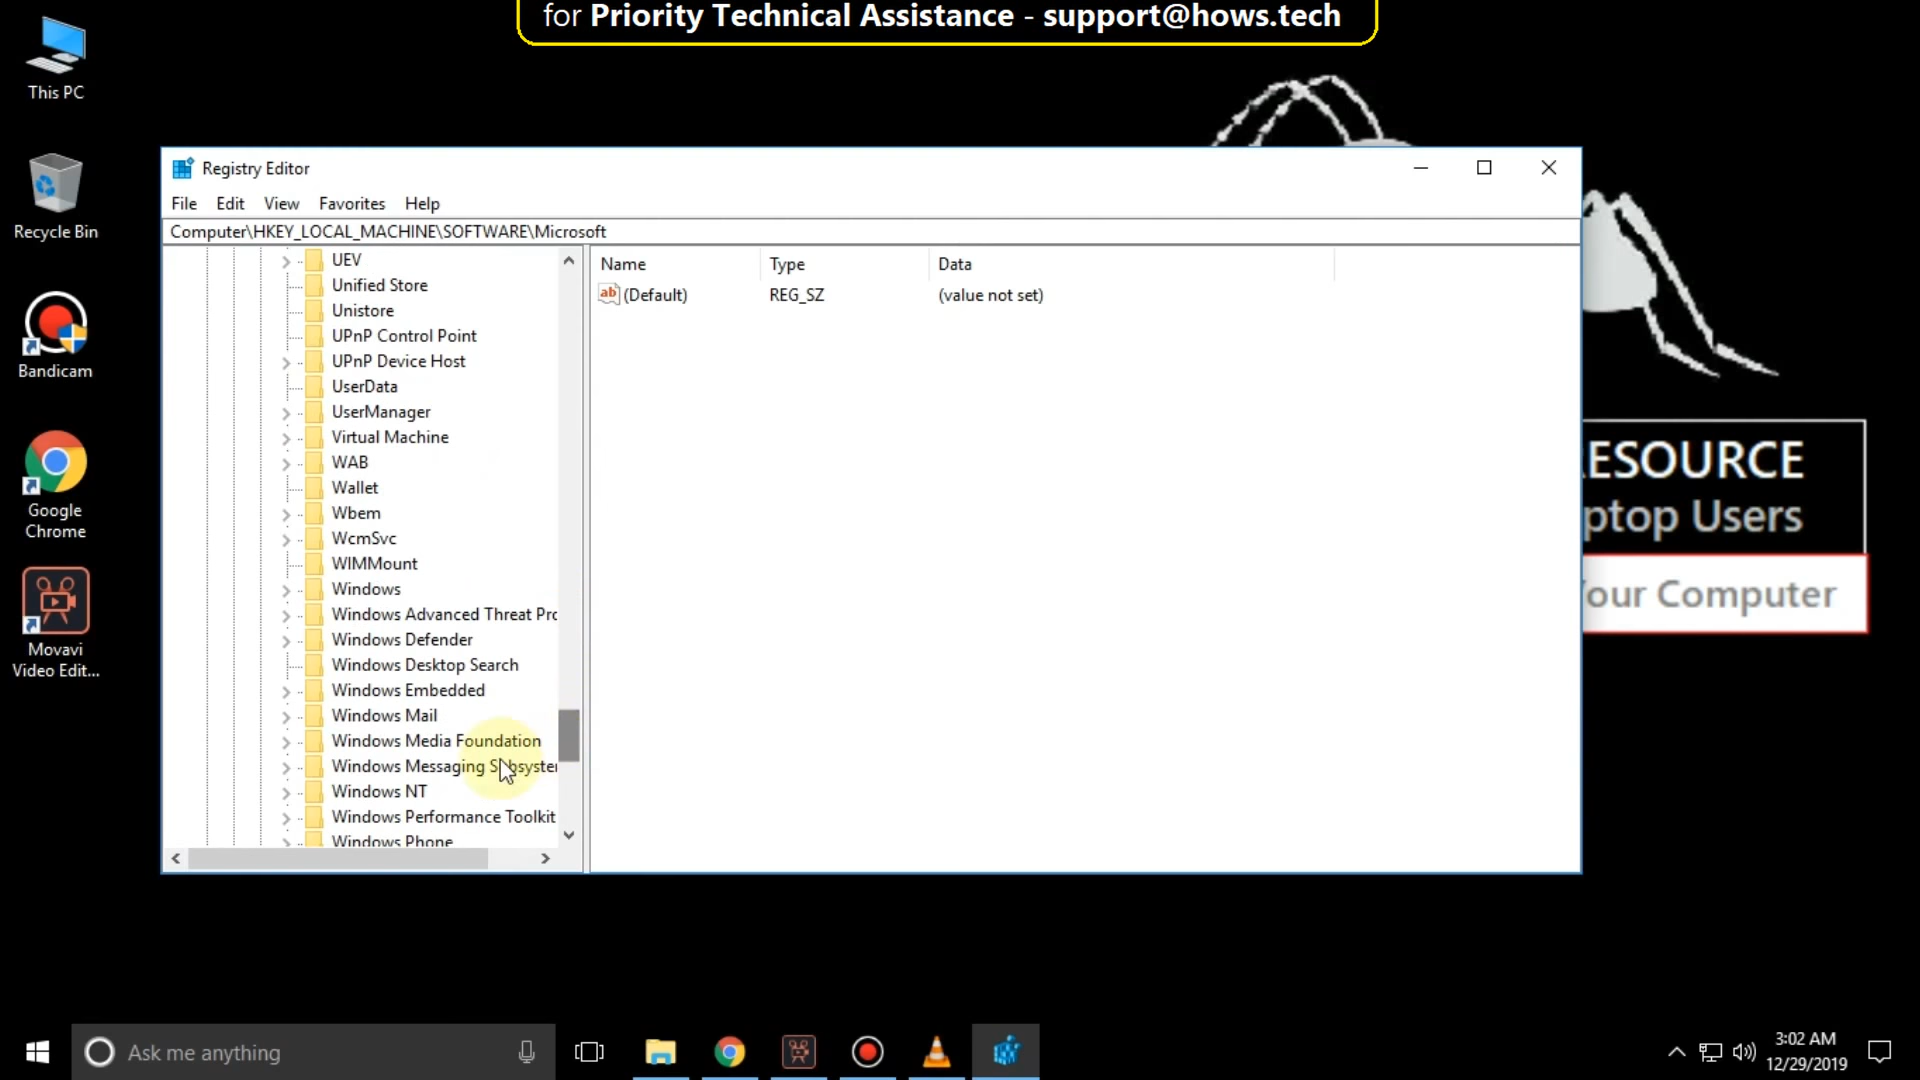 for Priority Technical Assistance - support@hows.tech
This PC
Recycle Bin
Bandicam
Google
Chrome
Movavi
Video Edit...
Registry Editor
File Edit View Favorites Help
Computer\HKEY_LOCAL_MACHINE\SOFTWARE\Microsoft
UEV
Unified Store
Unistore
UPnP Control Point
UPnP Device Host
UserData
UserManager
Virtual Machine
WAB
Wallet
Wbem
WcmSvc
WIMMount
Windows
Windows Advanced Threat Pro
Windows Defender
Windows Desktop Search
Windows Embedded
Windows Mail
Windows Media Foundation
Windows Messaging Subsyster
Windows NT
Windows Performance Toolkit
Windows Phone
Name Type Data
ab (Default) REG_SZ (value not set)
ESOURCE
ptop Users
our Computer
Ask me anything
3:02 AM
12/29/2019